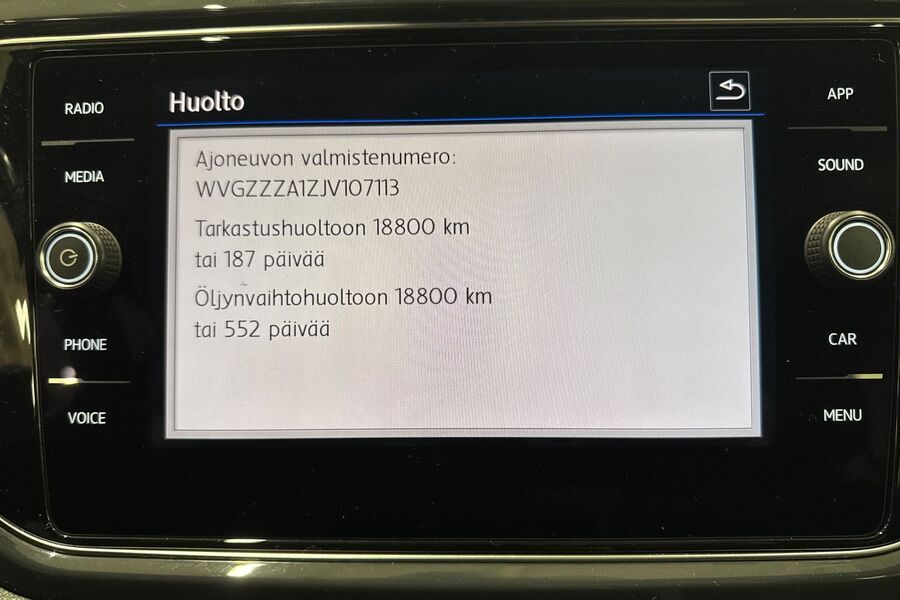 RADIO
MEDIA
PHONE
VOICE
Huolto
Ajoneuvon valmistenumero:
WVGZZZA1ZJV107113
Tarkastushuoltoon 18800 km
tai 187 päivää
Öljynvaihtohuoltoon 18800 km
tai 552 päivää
APP
SOUND
CAR
MENU